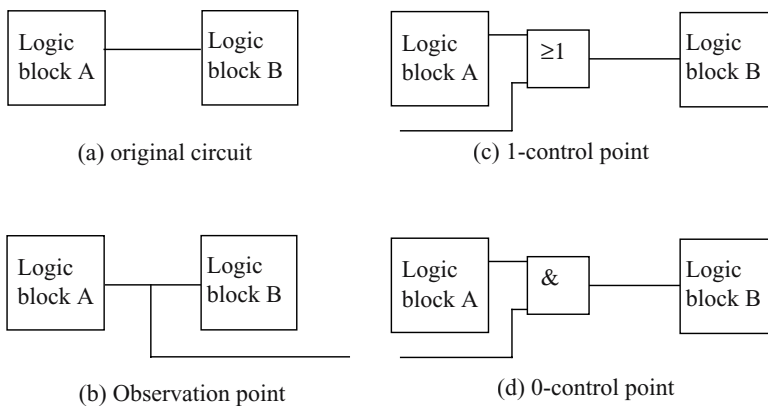 Logic
block A
Logic
block B
(a) original circuit
Logic
block A
≥1
Logic
block B
(c) 1-control point
Logic
block A
Logic
block B
(b) Observation point
Logic
block A
&
Logic
block B
(d) 0-control point